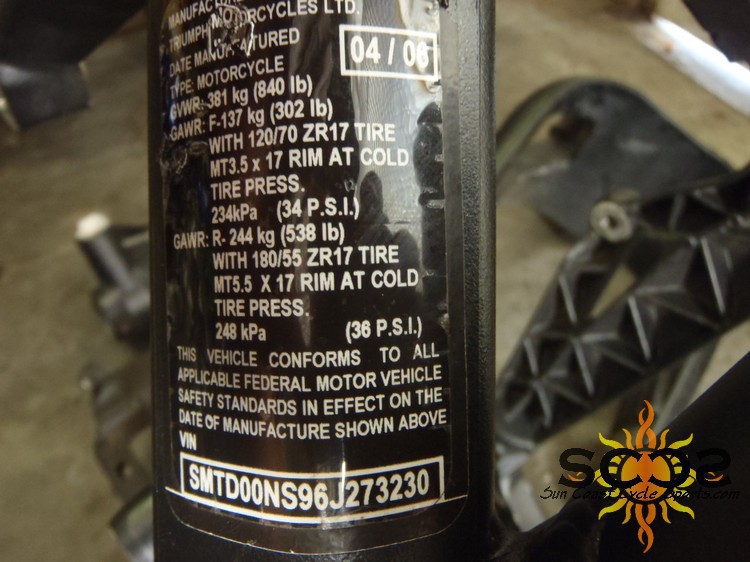 MANUFACTURED
TRIUMPH MOTORCYCLES LTD.
DATE MANUFACTURED 04 / 06
TYPE: MOTORCYCLE
GVWR: 381 kg (840 lb)
GAWR: F-137 kg (302 lb)
WITH 120/70 ZR17 TIRE
MT3.5 x 17 RIM AT COLD
TIRE PRESS.
234kPa (34 P.S.I.)
GAWR: R- 244 kg (538 lb)
WITH 180/55 ZR17 TIRE
MT5.5 X 17 RIM AT COLD
TIRE PRESS.
248 kPa (36 P.S.I.)
THIS VEHICLE CONFORMS TO ALL
APPLICABLE FEDERAL MOTOR VEHICLE
SAFETY STANDARDS IN EFFECT ON THE
DATE OF MANUFACTURE SHOWN ABOVE
VIN
SMTD00NS96J273230
SCCS
Sun Coast Cycle Sports.com